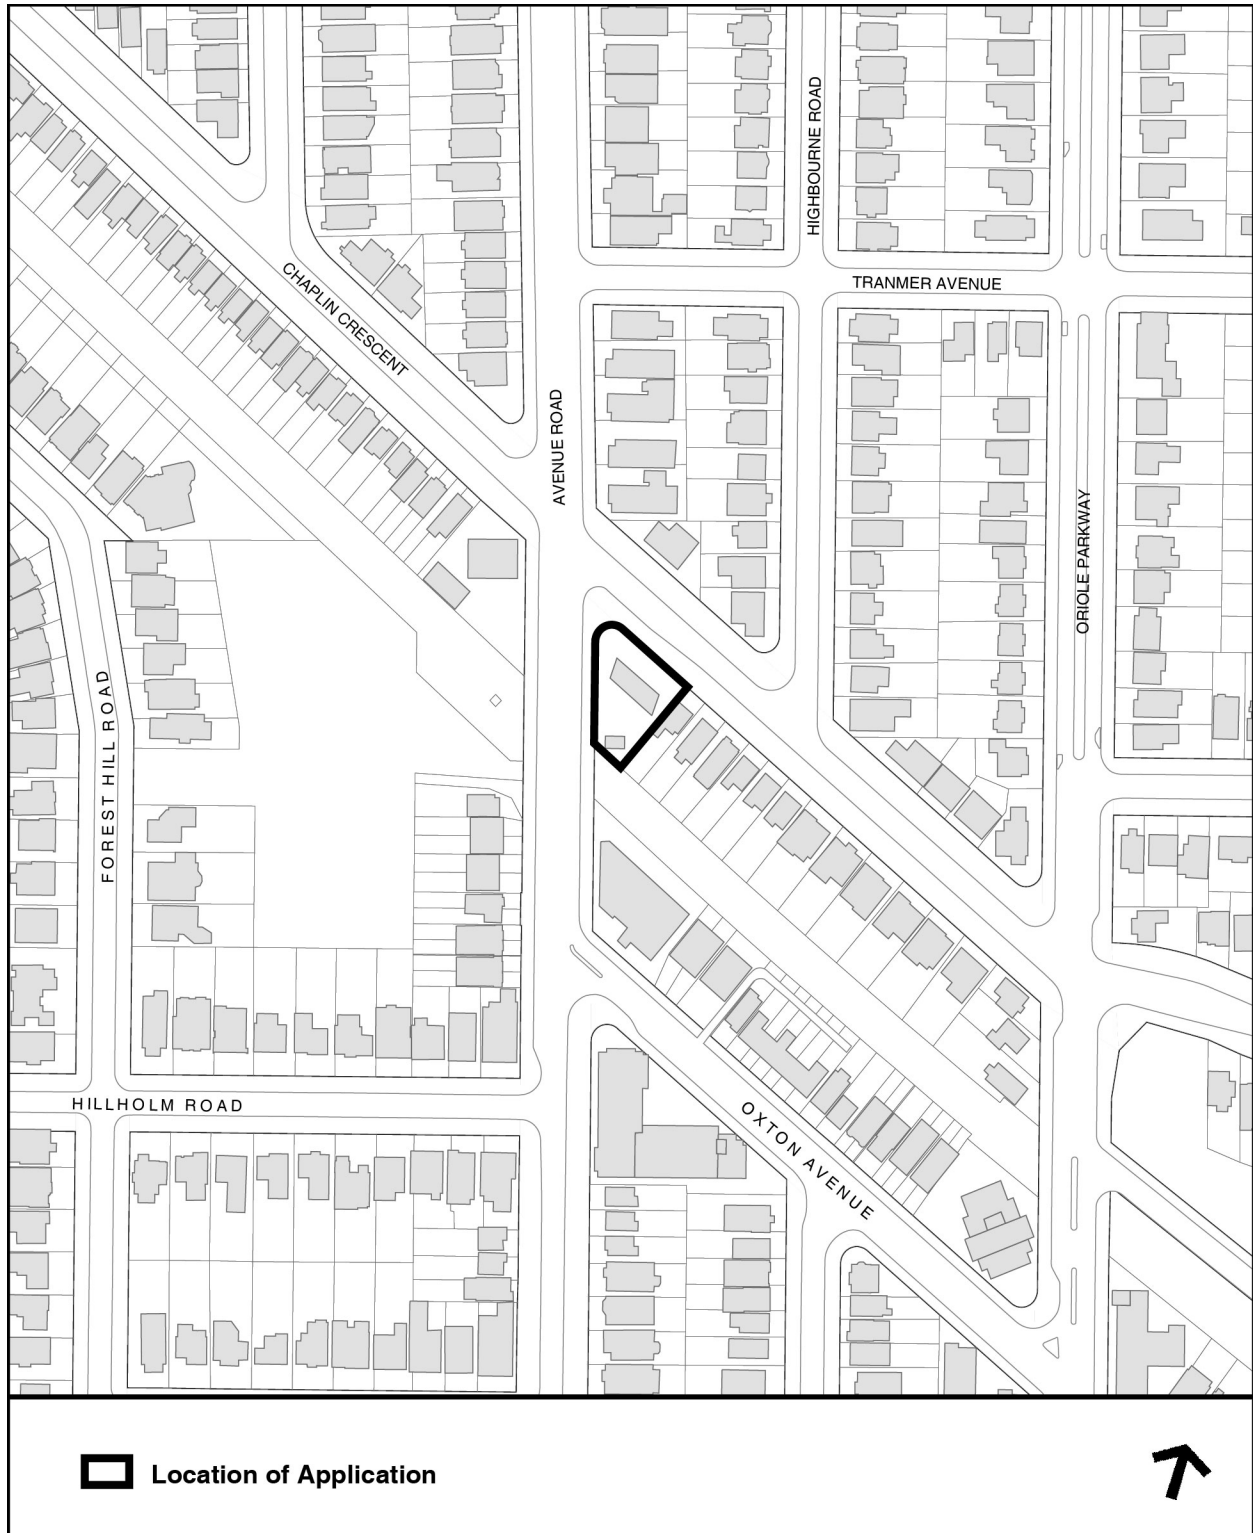 HIGHBOURNE ROAD
TRANMER AVENUE
CHAPLIN CRESCENT
AVENUE ROAD
ORIOLE PARKWAY
FOREST HILL ROAD
HILLHOLM ROAD
OXTON AVENUE
Location of Application